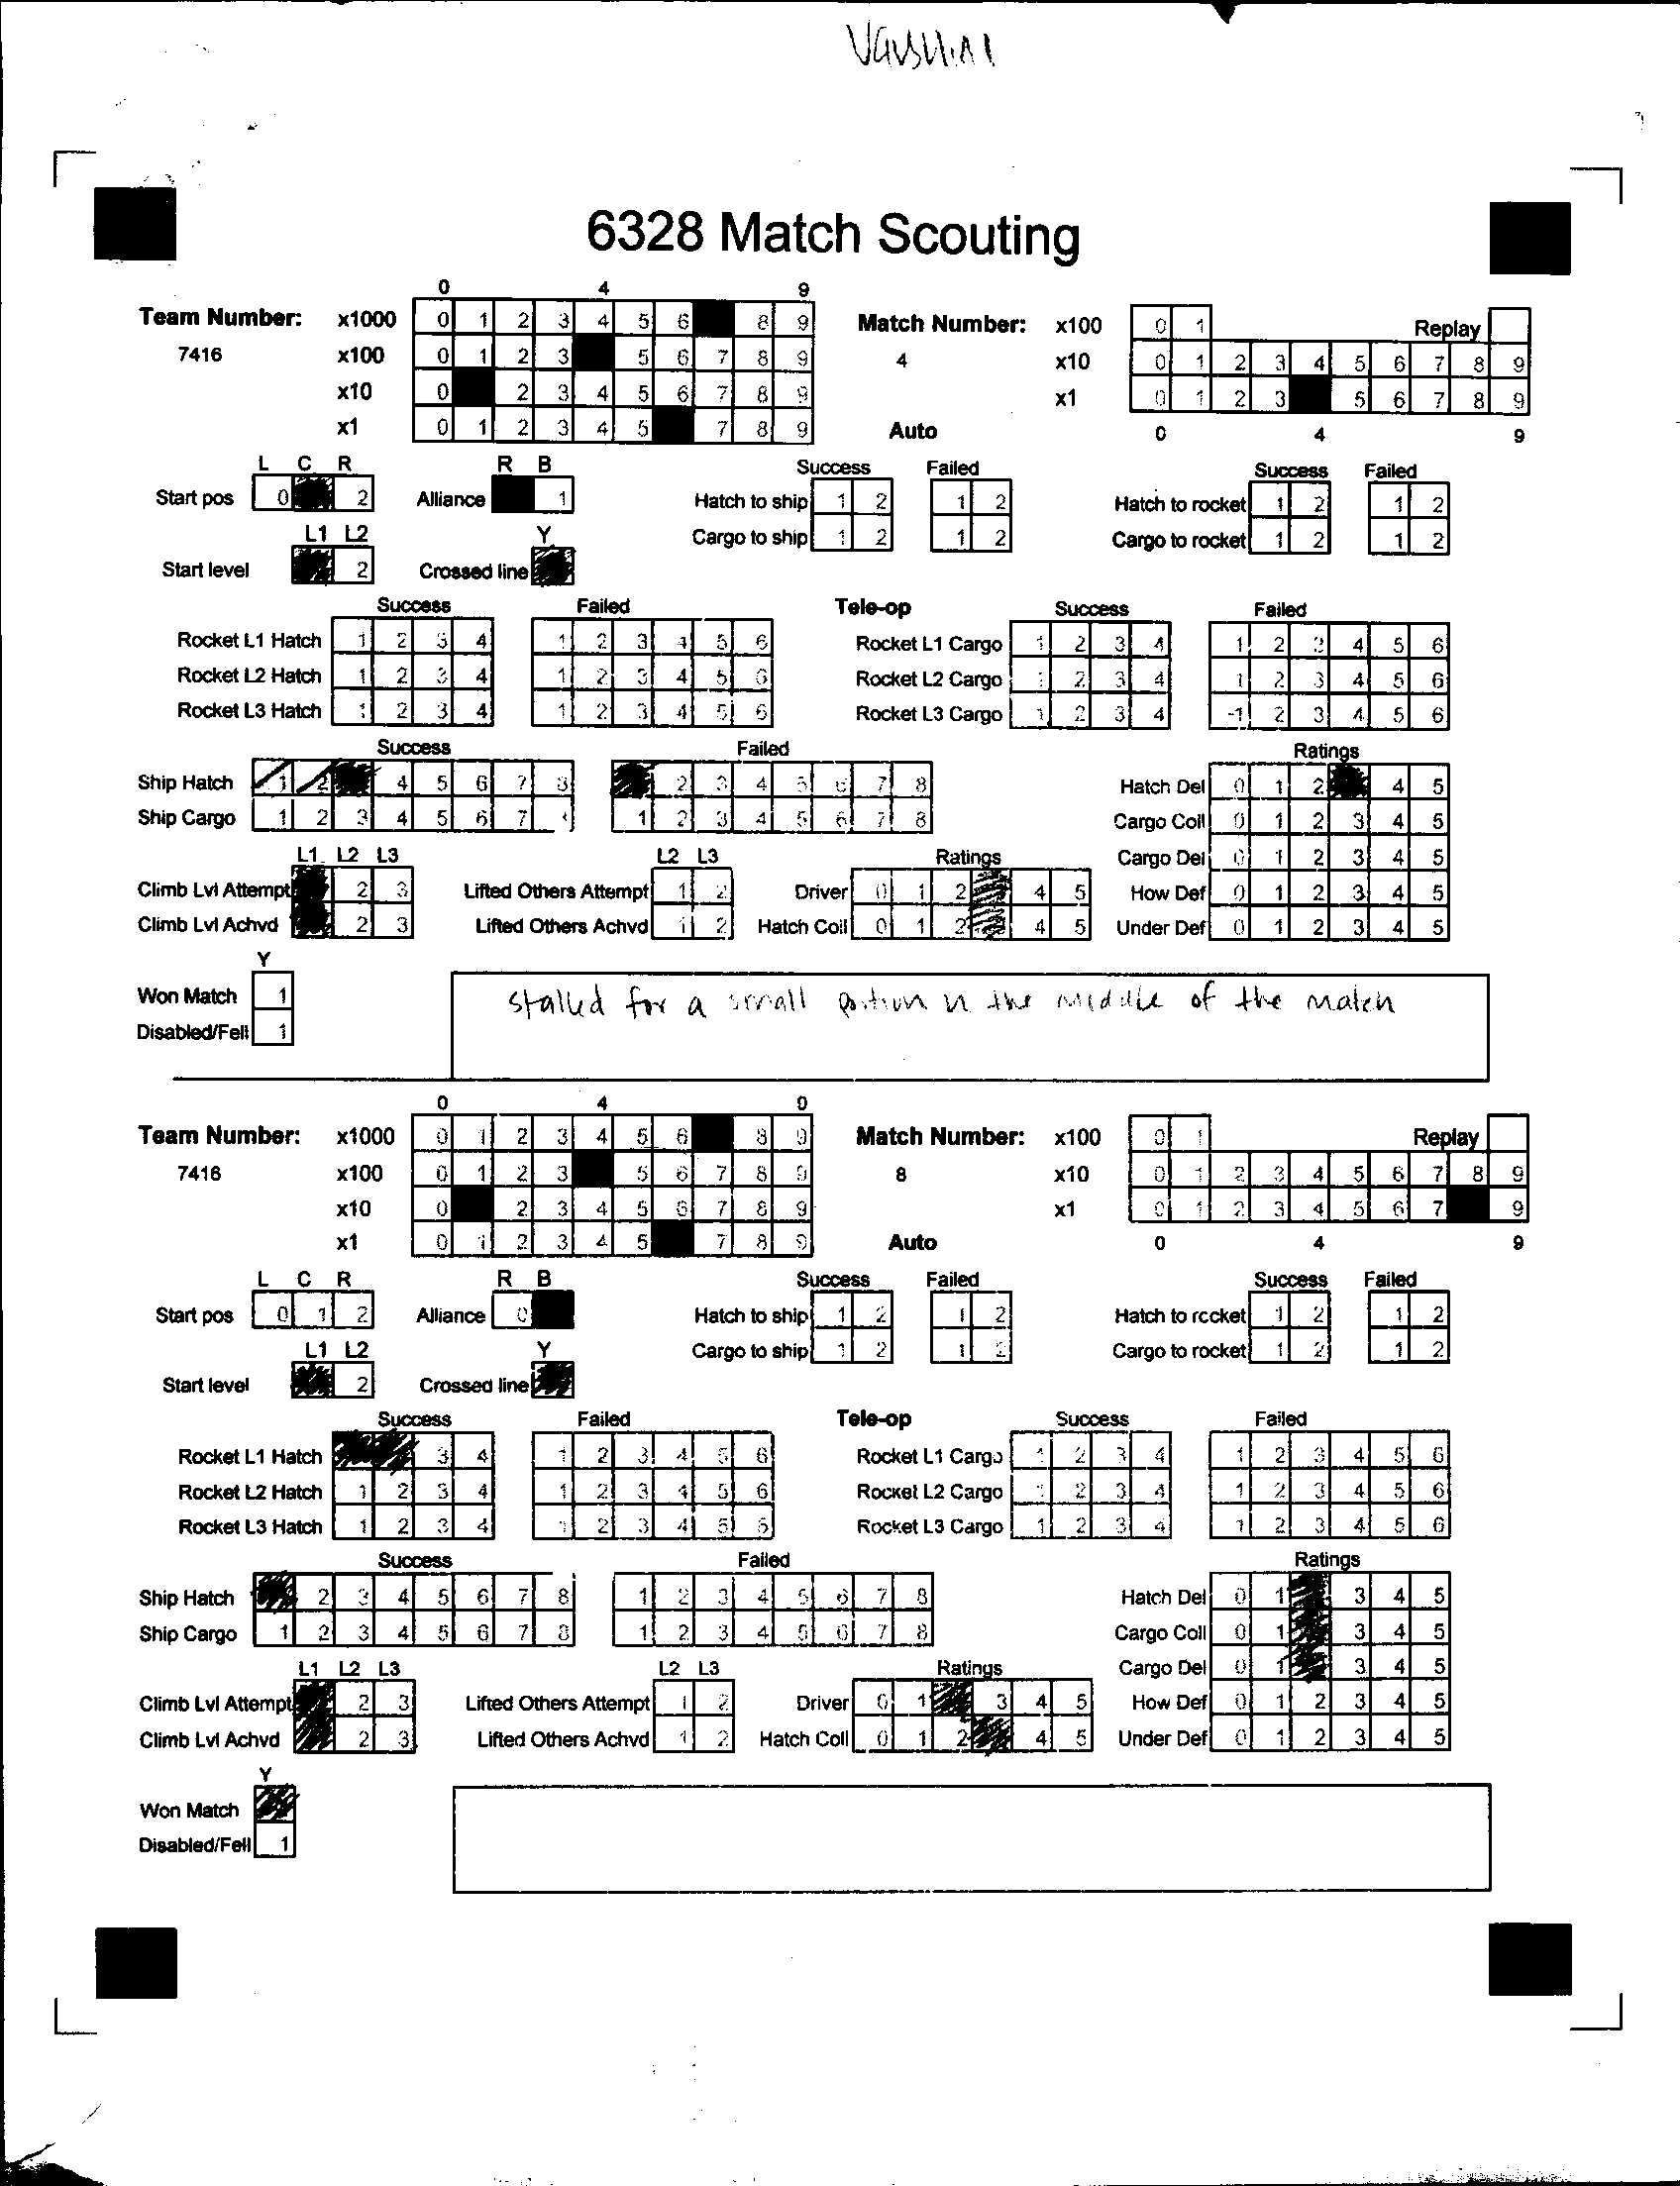 6328 Match Scouting
0 4 9
Team Number: x1000 0 1 2 3 4 5 6 8 9 Match Number: x100 0 1 Replay
7416 x100 0 1 2 3 5 6 7 8 9 4 x10 0 1 2 3 4 5 6 7 8 9
x10 0 2 3 4 5 6 7 8 9 x1 0 1 2 3 5 6 7 8 9
x1 0 1 2 3 4 5 7 8 9 Auto 0 4 9
L C R R B Success Failed Success Failed
Start pos 0 2 Alliance 1 Hatch to ship 1 2 1 2 Hatch to rocket 1 2 1 2
L1 L2 Y Cargo to ship 1 2 1 2 Cargo to rocket 1 2 1 2
Start level 2 Crossed line
Success Failed Tele-op Success Failed
Rocket L1 Hatch 1 2 3 4 1 2 3 4 5 6 Rocket L1 Cargo 1 2 3 4 1 2 3 4 5 6
Rocket L2 Hatch 1 2 3 4 1 2 3 4 5 6 Rocket L2 Cargo 1 2 3 4 1 2 3 4 5 6
Rocket L3 Hatch 1 2 3 4 1 2 3 4 5 6 Rocket L3 Cargo 1 2 3 4 1 2 3 4 5 6
Success Failed Ratings
Ship Hatch 1 2 4 5 6 7 8 2 3 4 5 6 7 8 Hatch Del 0 1 2 4 5
Ship Cargo 1 2 3 4 5 6 7 1 2 3 4 5 6 7 8 Cargo Coll 0 1 2 3 4 5
L1 L2 L3 L2 L3 Ratings Cargo Del 0 1 2 3 4 5
Climb Lvl Attempt 2 3 Lifted Others Attempt 1 2 Driver 0 1 2 4 5 How Def 0 1 2 3 4 5
Climb Lvl Achvd 2 3 Lifted Others Achvd 1 2 Hatch Coll 0 1 2 4 5 Under Def 0 1 2 3 4 5
Y
Won Match 1 stalled for a small portion in the middle of the match
Disabled/Fell 1
0 4 9
Team Number: x1000 0 1 2 3 4 5 6 8 9 Match Number: x100 0 1 Replay
7416 x100 0 1 2 3 5 6 7 8 9 8 x10 0 1 2 3 4 5 6 7 8 9
x10 0 2 3 4 5 6 7 8 9 x1 0 1 2 3 4 5 6 7 9
x1 0 1 2 3 4 5 7 8 9 Auto 0 4 9
L C R R B Success Failed Success Failed
Start pos 0 1 2 Alliance 0 Hatch to ship 1 2 1 2 Hatch to rocket 1 2 1 2
L1 L2 Y Cargo to ship 1 2 1 2 Cargo to rocket 1 2 1 2
Start level 2 Crossed line
Success Failed Tele-op Success Failed
Rocket L1 Hatch 3 4 1 2 3 4 5 6 Rocket L1 Cargo 1 2 3 4 1 2 3 4 5 6
Rocket L2 Hatch 1 2 3 4 1 2 3 4 5 6 Rocket L2 Cargo 1 2 3 4 1 2 3 4 5 6
Rocket L3 Hatch 1 2 3 4 1 2 3 4 5 6 Rocket L3 Cargo 1 2 3 4 1 2 3 4 5 6
Success Failed Ratings
Ship Hatch 2 3 4 5 6 7 8 1 2 3 4 5 6 7 8 Hatch Del 0 1 3 4 5
Ship Cargo 1 2 3 4 5 6 7 8 1 2 3 4 5 6 7 8 Cargo Coll 0 1 3 4 5
L1 L2 L3 L2 L3 Ratings Cargo Del 0 1 3 4 5
Climb Lvl Attempt 2 3 Lifted Others Attempt 1 2 Driver 0 1 3 4 5 How Def 0 1 2 3 4 5
Climb Lvl Achvd 2 3 Lifted Others Achvd 1 2 Hatch Coll 0 1 2 4 5 Under Def 0 1 2 3 4 5
Y
Won Match
Disabled/Fell 1